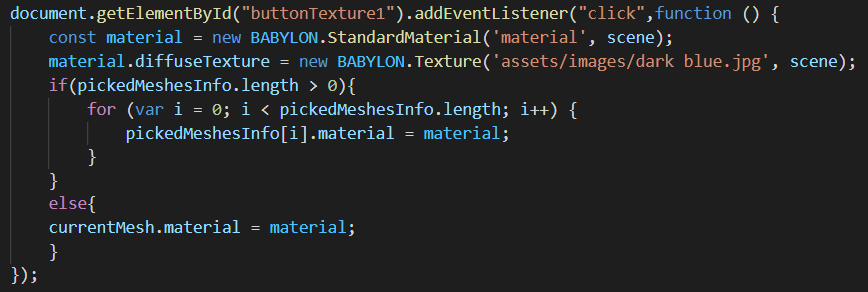 document.getElementById("buttonTexture1").addEventListener("click",function () {
    const material = new BABYLON.StandardMaterial('material', scene);
    material.diffuseTexture = new BABYLON.Texture('assets/images/dark blue.jpg', scene);
    if(pickedMeshesInfo.length > 0){
        for (var i = 0; i < pickedMeshesInfo.length; i++) {
            pickedMeshesInfo[i].material = material;
        }
    }
    else{
    currentMesh.material = material;
    }
});